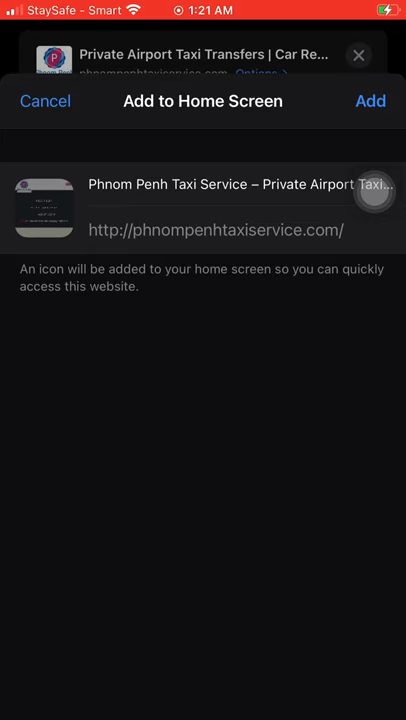 StaySafe - Smart 1:21 AM
Private Airport Taxi Transfers | Car Re...
phnompenhtaxiservice.com Options >
Cancel Add to Home Screen Add
Phnom Penh Taxi Service – Private Airport Taxi...
http://phnompenhtaxiservice.com/
An icon will be added to your home screen so you can quickly
access this website.